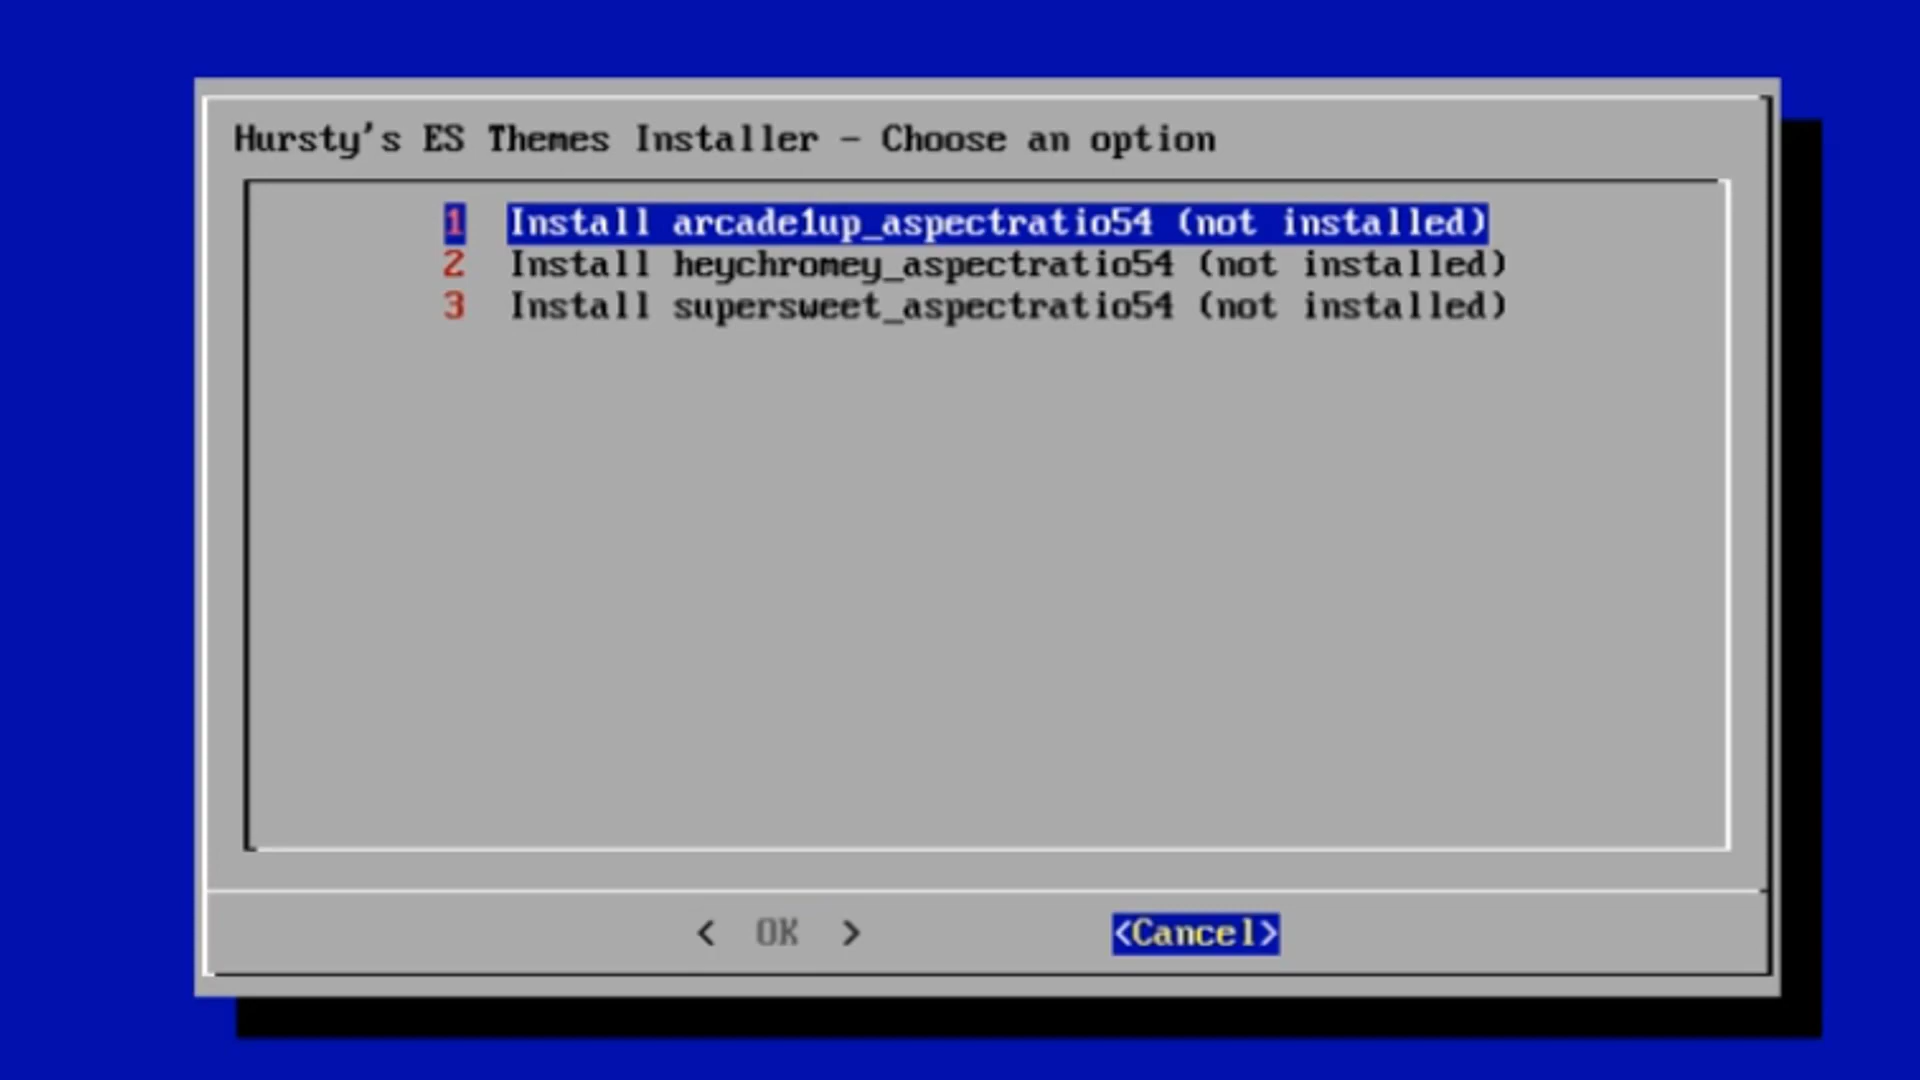 Hursty's ES Themes Installer - Choose an option
1 Install arcade1up_aspectratio54 (not installed)
2 Install heychromey_aspectratio54 (not installed)
3 Install supersweet_aspectratio54 (not installed)
< OK > <Cancel>